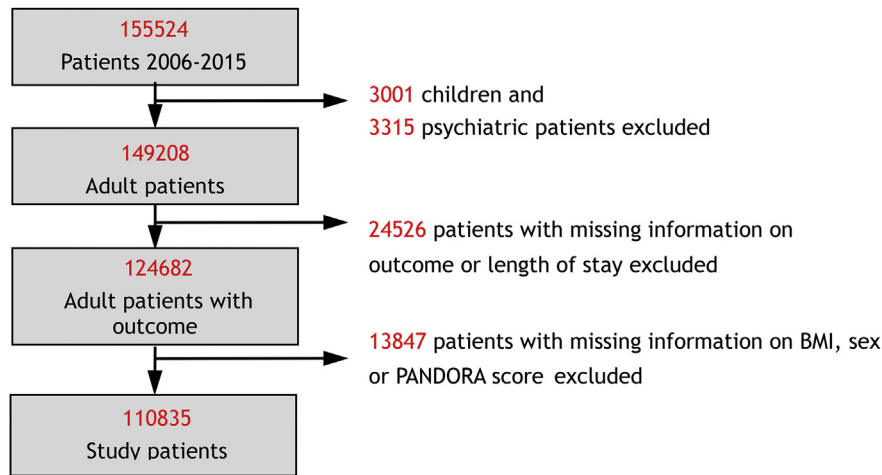 155524
Patients 2006-2015
3001 children and
3315 psychiatric patients excluded
149208
Adult patients
24526 patients with missing information on
outcome or length of stay excluded
124682
Adult patients with
outcome
13847 patients with missing information on BMI, sex
or PANDORA score excluded
110835
Study patients